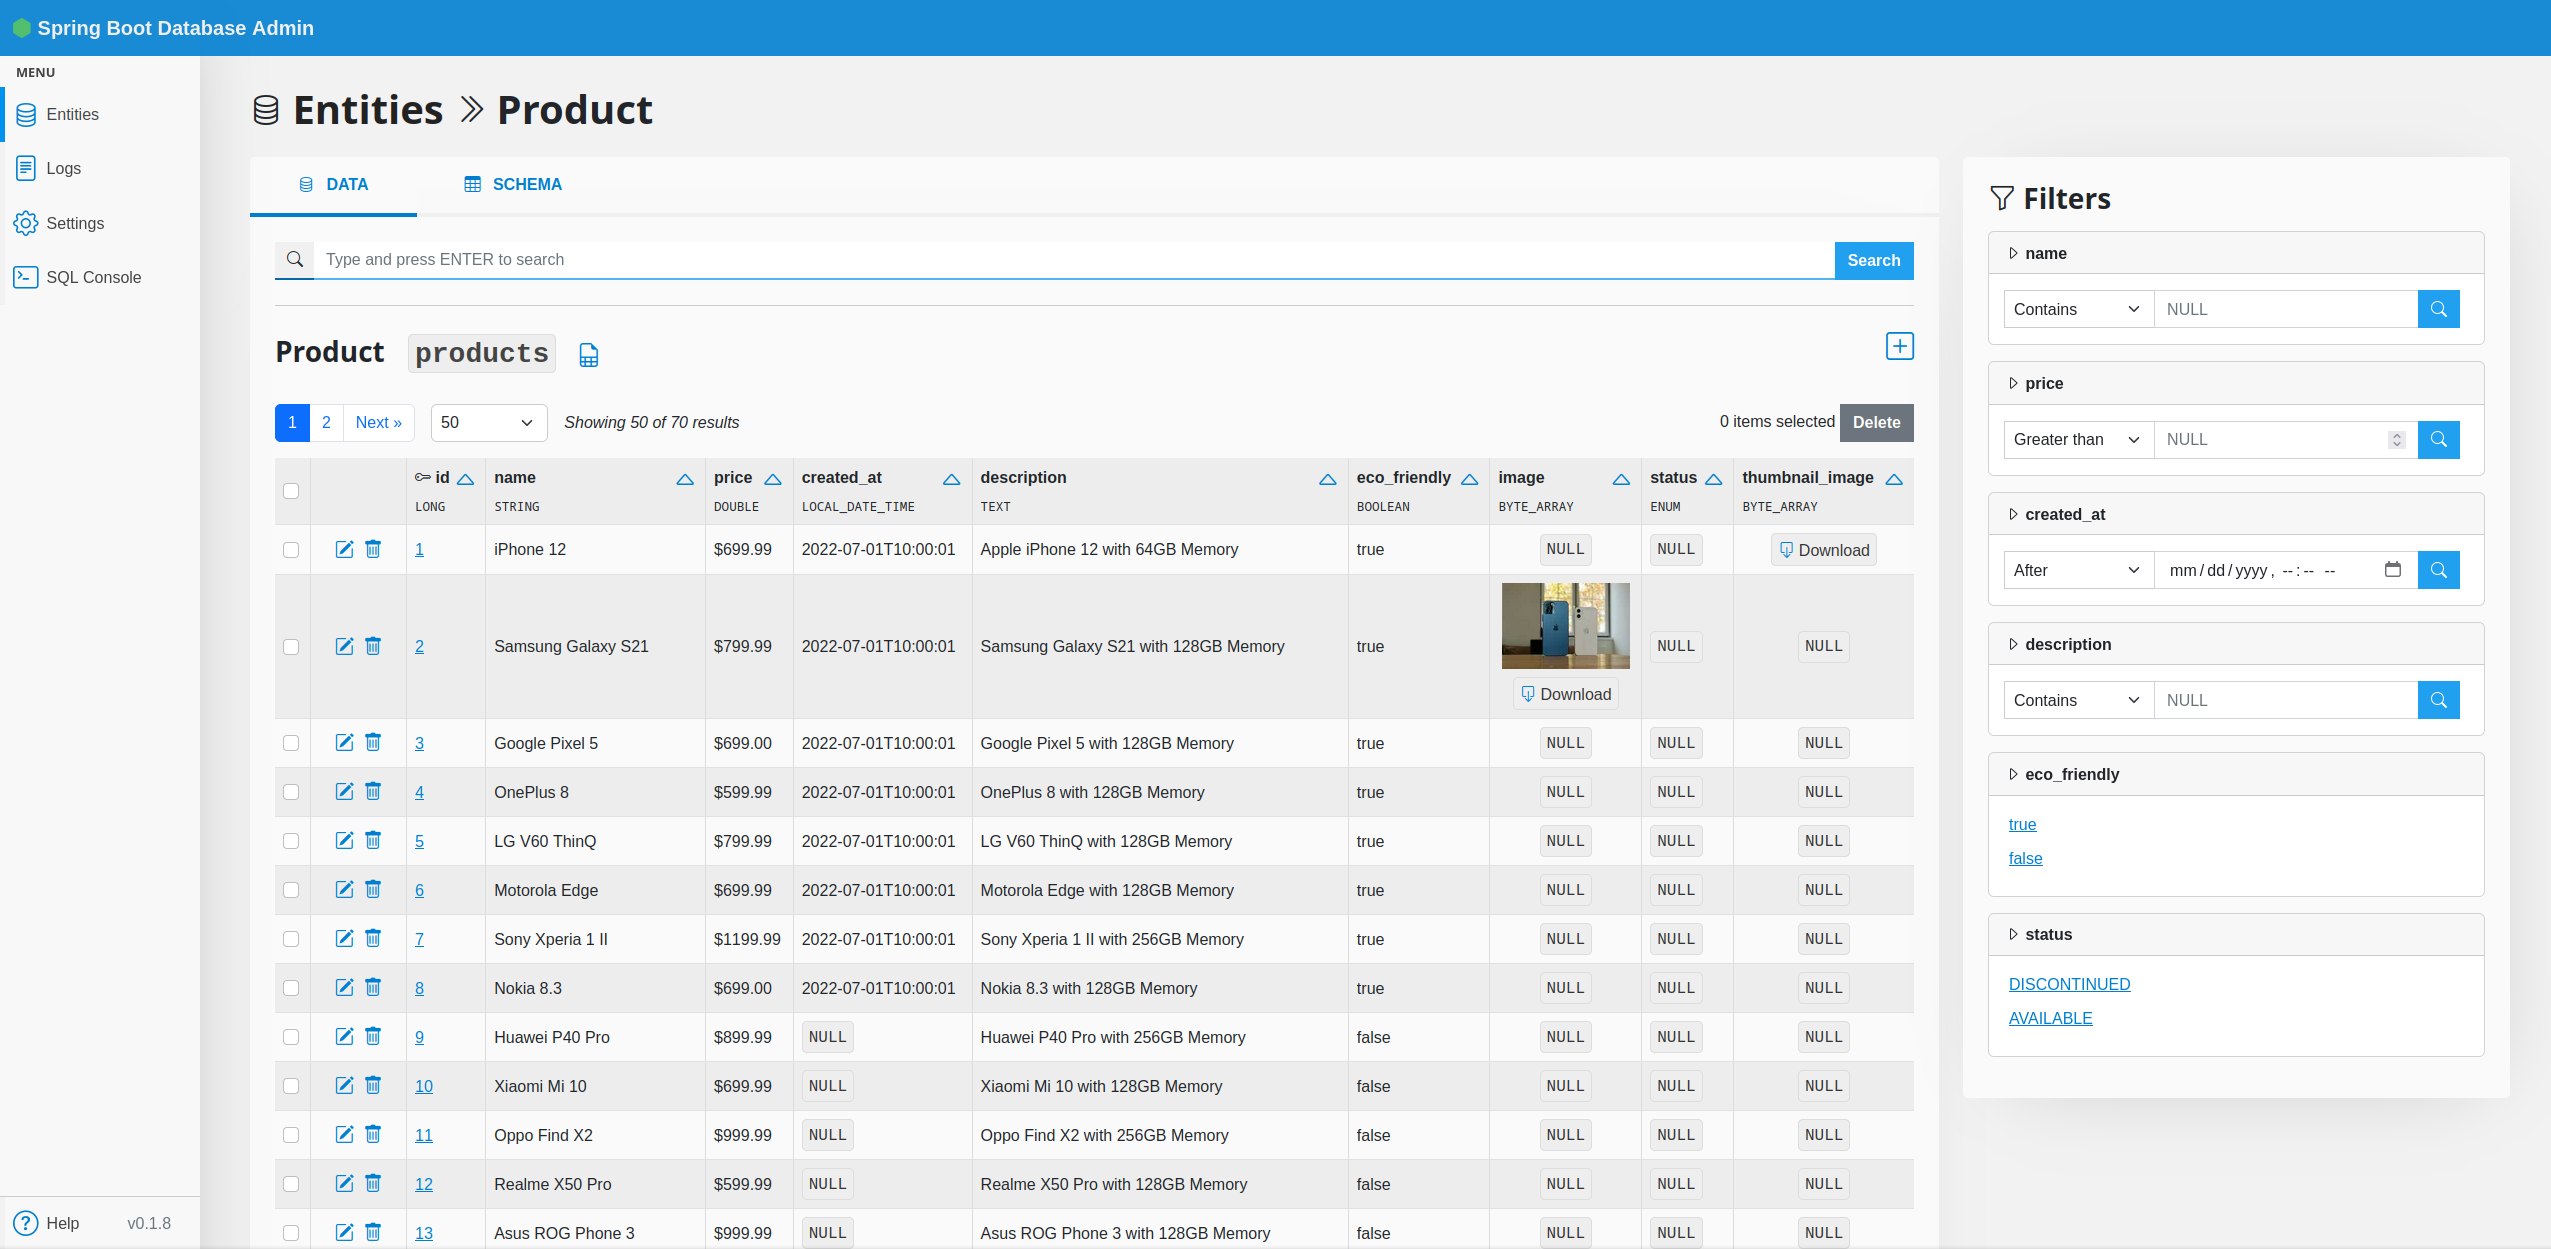 Spring Boot Database Admin
MENU
Entities
Logs
Settings
SQL Console
Help v0.1.8
Entities Product
DATA SCHEMA
Type and press ENTER to search Search
Product products
1 2 Next » 50 Showing 50 of 70 results 0 items selected Delete
id name price created_at description eco_friendly image status thumbnail_image
LONG STRING DOUBLE LOCAL_DATE_TIME TEXT BOOLEAN BYTE_ARRAY ENUM BYTE_ARRAY
1 iPhone 12 $699.99 2022-07-01T10:00:01 Apple iPhone 12 with 64GB Memory true NULL NULL Download
2 Samsung Galaxy S21 $799.99 2022-07-01T10:00:01 Samsung Galaxy S21 with 128GB Memory true NULL NULL
Download
3 Google Pixel 5 $699.00 2022-07-01T10:00:01 Google Pixel 5 with 128GB Memory true NULL NULL NULL
4 OnePlus 8 $599.99 2022-07-01T10:00:01 OnePlus 8 with 128GB Memory true NULL NULL NULL
5 LG V60 ThinQ $799.99 2022-07-01T10:00:01 LG V60 ThinQ with 128GB Memory true NULL NULL NULL
6 Motorola Edge $699.99 2022-07-01T10:00:01 Motorola Edge with 128GB Memory true NULL NULL NULL
7 Sony Xperia 1 II $1199.99 2022-07-01T10:00:01 Sony Xperia 1 II with 256GB Memory true NULL NULL NULL
8 Nokia 8.3 $699.00 2022-07-01T10:00:01 Nokia 8.3 with 128GB Memory true NULL NULL NULL
9 Huawei P40 Pro $899.99 NULL Huawei P40 Pro with 256GB Memory false NULL NULL NULL
10 Xiaomi Mi 10 $699.99 NULL Xiaomi Mi 10 with 128GB Memory false NULL NULL NULL
11 Oppo Find X2 $999.99 NULL Oppo Find X2 with 256GB Memory false NULL NULL NULL
12 Realme X50 Pro $599.99 NULL Realme X50 Pro with 128GB Memory false NULL NULL NULL
13 Asus ROG Phone 3 $999.99 NULL Asus ROG Phone 3 with 128GB Memory false NULL NULL NULL
Filters
name
Contains NULL
price
Greater than NULL
created_at
After mm/dd/yyyy, --:-- --
description
Contains NULL
eco_friendly
true
false
status
DISCONTINUED
AVAILABLE